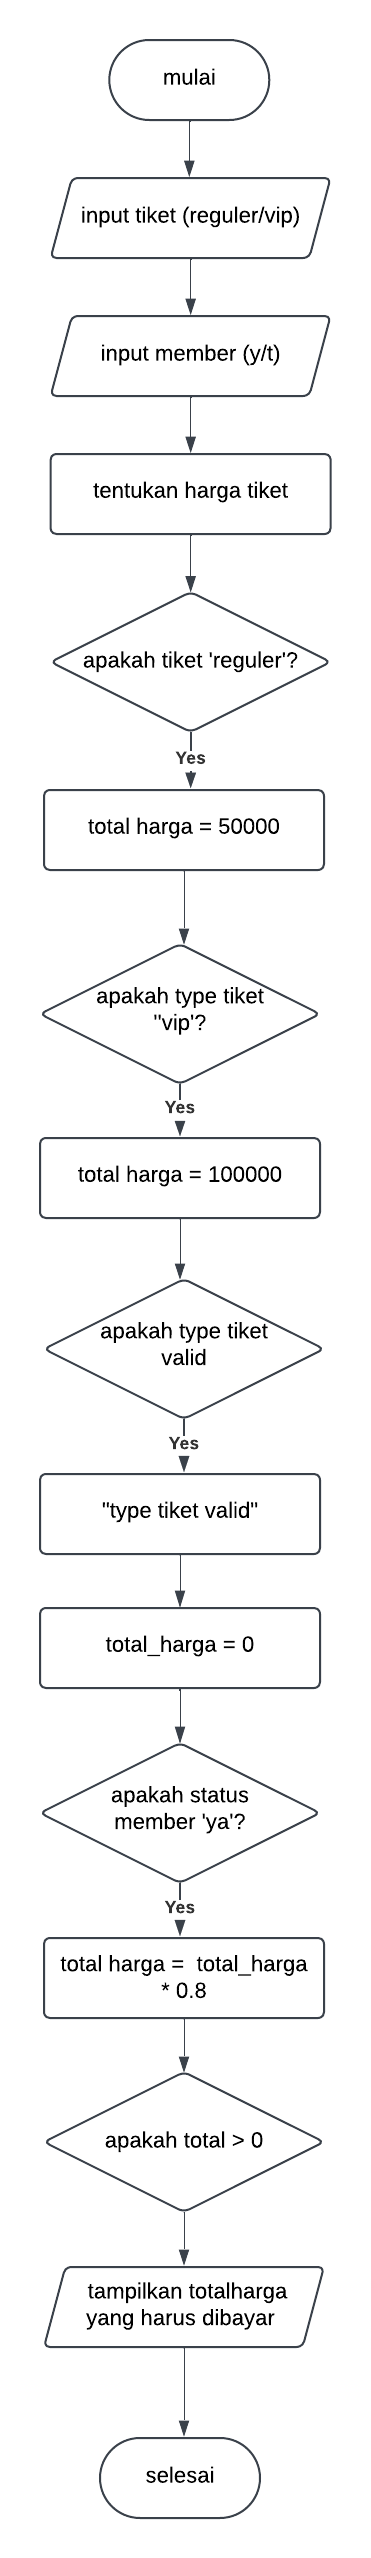 mulai
input tiket (reguler/vip)
input member (y/t)
tentukan harga tiket
apakah tiket 'reguler'?
Yes
total harga = 50000
apakah type tiket
"vip'?
Yes
total harga = 100000
apakah type tiket
valid
Yes
"type tiket valid"
total_harga = 0
apakah status
member 'ya'?
Yes
total harga =  total_harga
* 0.8
apakah total > 0
tampilkan totalharga
yang harus dibayar
selesai